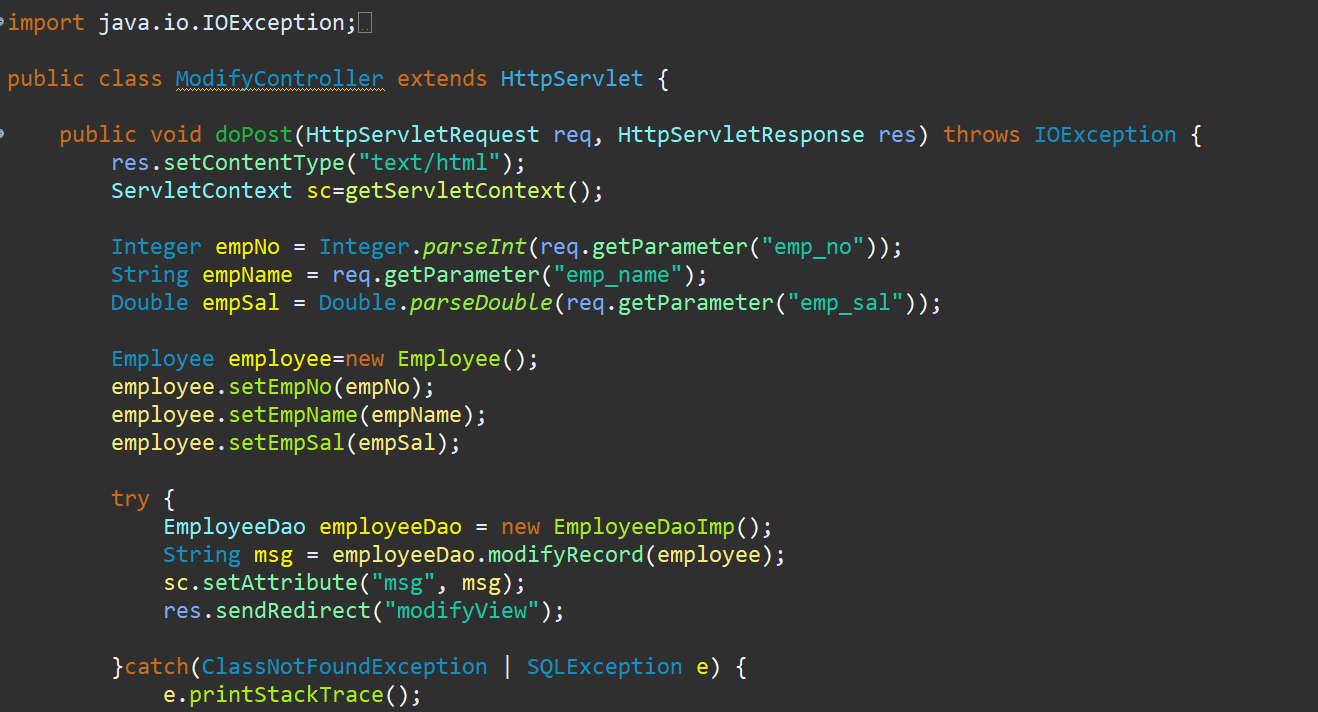 import java.io.IOException;
public class ModifyController extends HttpServlet {
public void doPost(HttpServletRequest req, HttpServletResponse res) throws IOException {
res.setContentType("text/html");
ServletContext sc=getServletContext();
Integer empNo = Integer.parseInt(req.getParameter("emp_no"));
String empName = req.getParameter("emp_name");
Double empSal = Double.parseDouble(req.getParameter("emp_sal"));
Employee employee=new Employee();
employee.setEmpNo(empNo);
employee.setEmpName(empName);
employee.setEmpSal(empSal);
try {
EmployeeDao employeeDao = new EmployeeDaoImp();
String msg = employeeDao.modifyRecord(employee);
sc.setAttribute("msg", msg);
res.sendRedirect("modifyView");
}catch(ClassNotFoundException | SQLException e) {
e.printStackTrace();